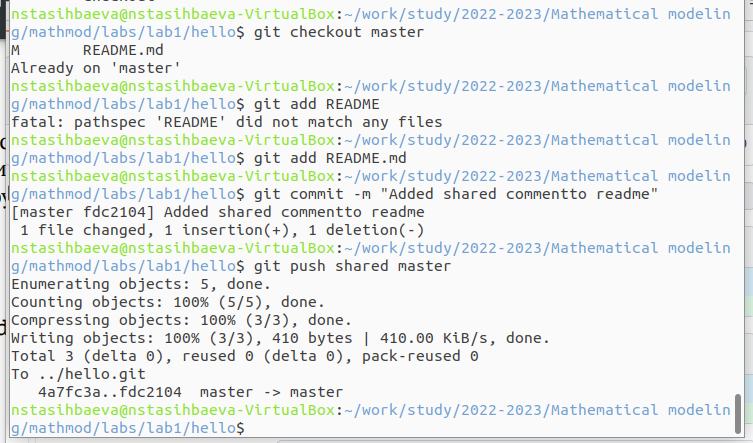 nstasihbaeva@nstasihbaeva-VirtualBox:~/work/study/2022-2023/Mathematical modelin
g/mathmod/labs/lab1/hello$ git checkout master
M       README.md
Already on 'master'
nstasihbaeva@nstasihbaeva-VirtualBox:~/work/study/2022-2023/Mathematical modelin
g/mathmod/labs/lab1/hello$ git add README
fatal: pathspec 'README' did not match any files
nstasihbaeva@nstasihbaeva-VirtualBox:~/work/study/2022-2023/Mathematical modelin
g/mathmod/labs/lab1/hello$ git add README.md
nstasihbaeva@nstasihbaeva-VirtualBox:~/work/study/2022-2023/Mathematical modelin
g/mathmod/labs/lab1/hello$ git commit -m "Added shared commentto readme"
[master fdc2104] Added shared commentto readme
 1 file changed, 1 insertion(+), 1 deletion(-)
nstasihbaeva@nstasihbaeva-VirtualBox:~/work/study/2022-2023/Mathematical modelin
g/mathmod/labs/lab1/hello$ git push shared master
Enumerating objects: 5, done.
Counting objects: 100% (5/5), done.
Compressing objects: 100% (3/3), done.
Writing objects: 100% (3/3), 410 bytes | 410.00 KiB/s, done.
Total 3 (delta 0), reused 0 (delta 0), pack-reused 0
To ../hello.git
   4a7fc3a..fdc2104  master -> master
nstasihbaeva@nstasihbaeva-VirtualBox:~/work/study/2022-2023/Mathematical modelin
g/mathmod/labs/lab1/hello$